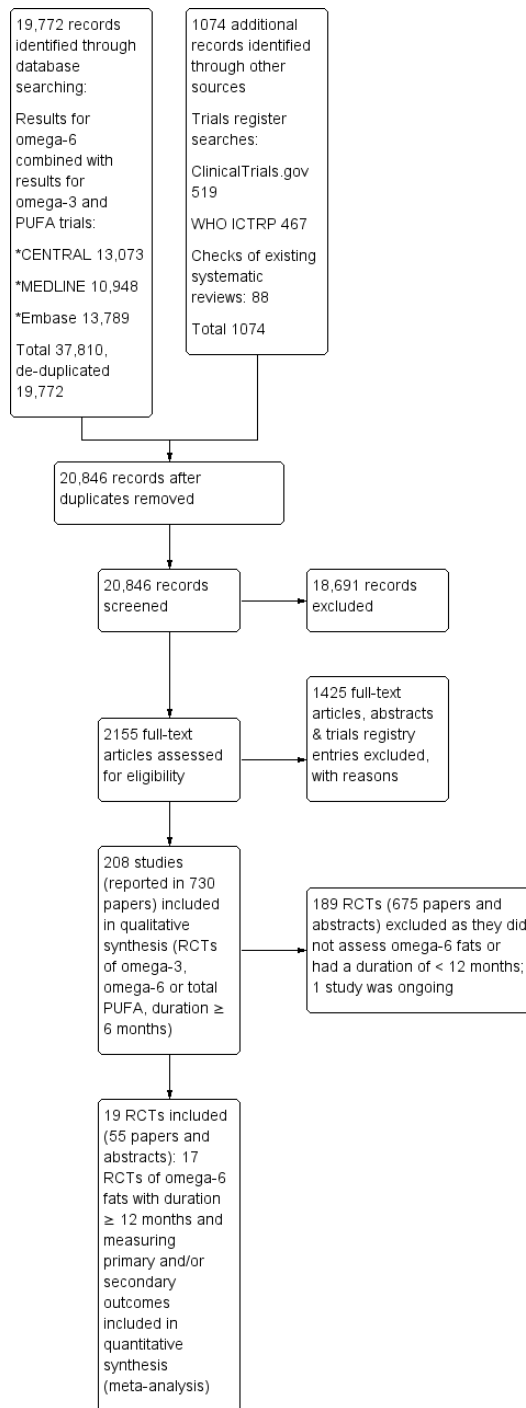 19,772 records
identified through
database
searching:
Results for
omega-6
combined with
results for
omega-3 and
PUFA trials:
*CENTRAL 13,073
*MEDLINE 10,948
*Embase 13,789
Total 37,810,
de-duplicated
19,772
1074 additional
records identified
through other
sources
Trials register
searches:
ClinicalTrials.gov
519
WHO ICTRP 467
Checks of existing
systematic
reviews: 88
Total 1074
20,846 records after
duplicates removed
20,846 records
screened
18,691 records
excluded
2155 full-text
articles assessed
for eligibility
1425 full-text
articles, abstracts
& trials registry
entries excluded,
with reasons
208 studies
(reported in 730
papers) included
in qualitative
synthesis (RCTs
of omega-3,
omega-6 or total
PUFA, duration ≥
6 months)
189 RCTs (675 papers and
abstracts) excluded as they did
not assess omega-6 fats or
had a duration of < 12 months;
1 study was ongoing
19 RCTs included
(55 papers and
abstracts): 17
RCTs of omega-6
fats with duration
≥ 12 months and
measuring
primary and/or
secondary
outcomes
included in
quantitative
synthesis
(meta-analysis)